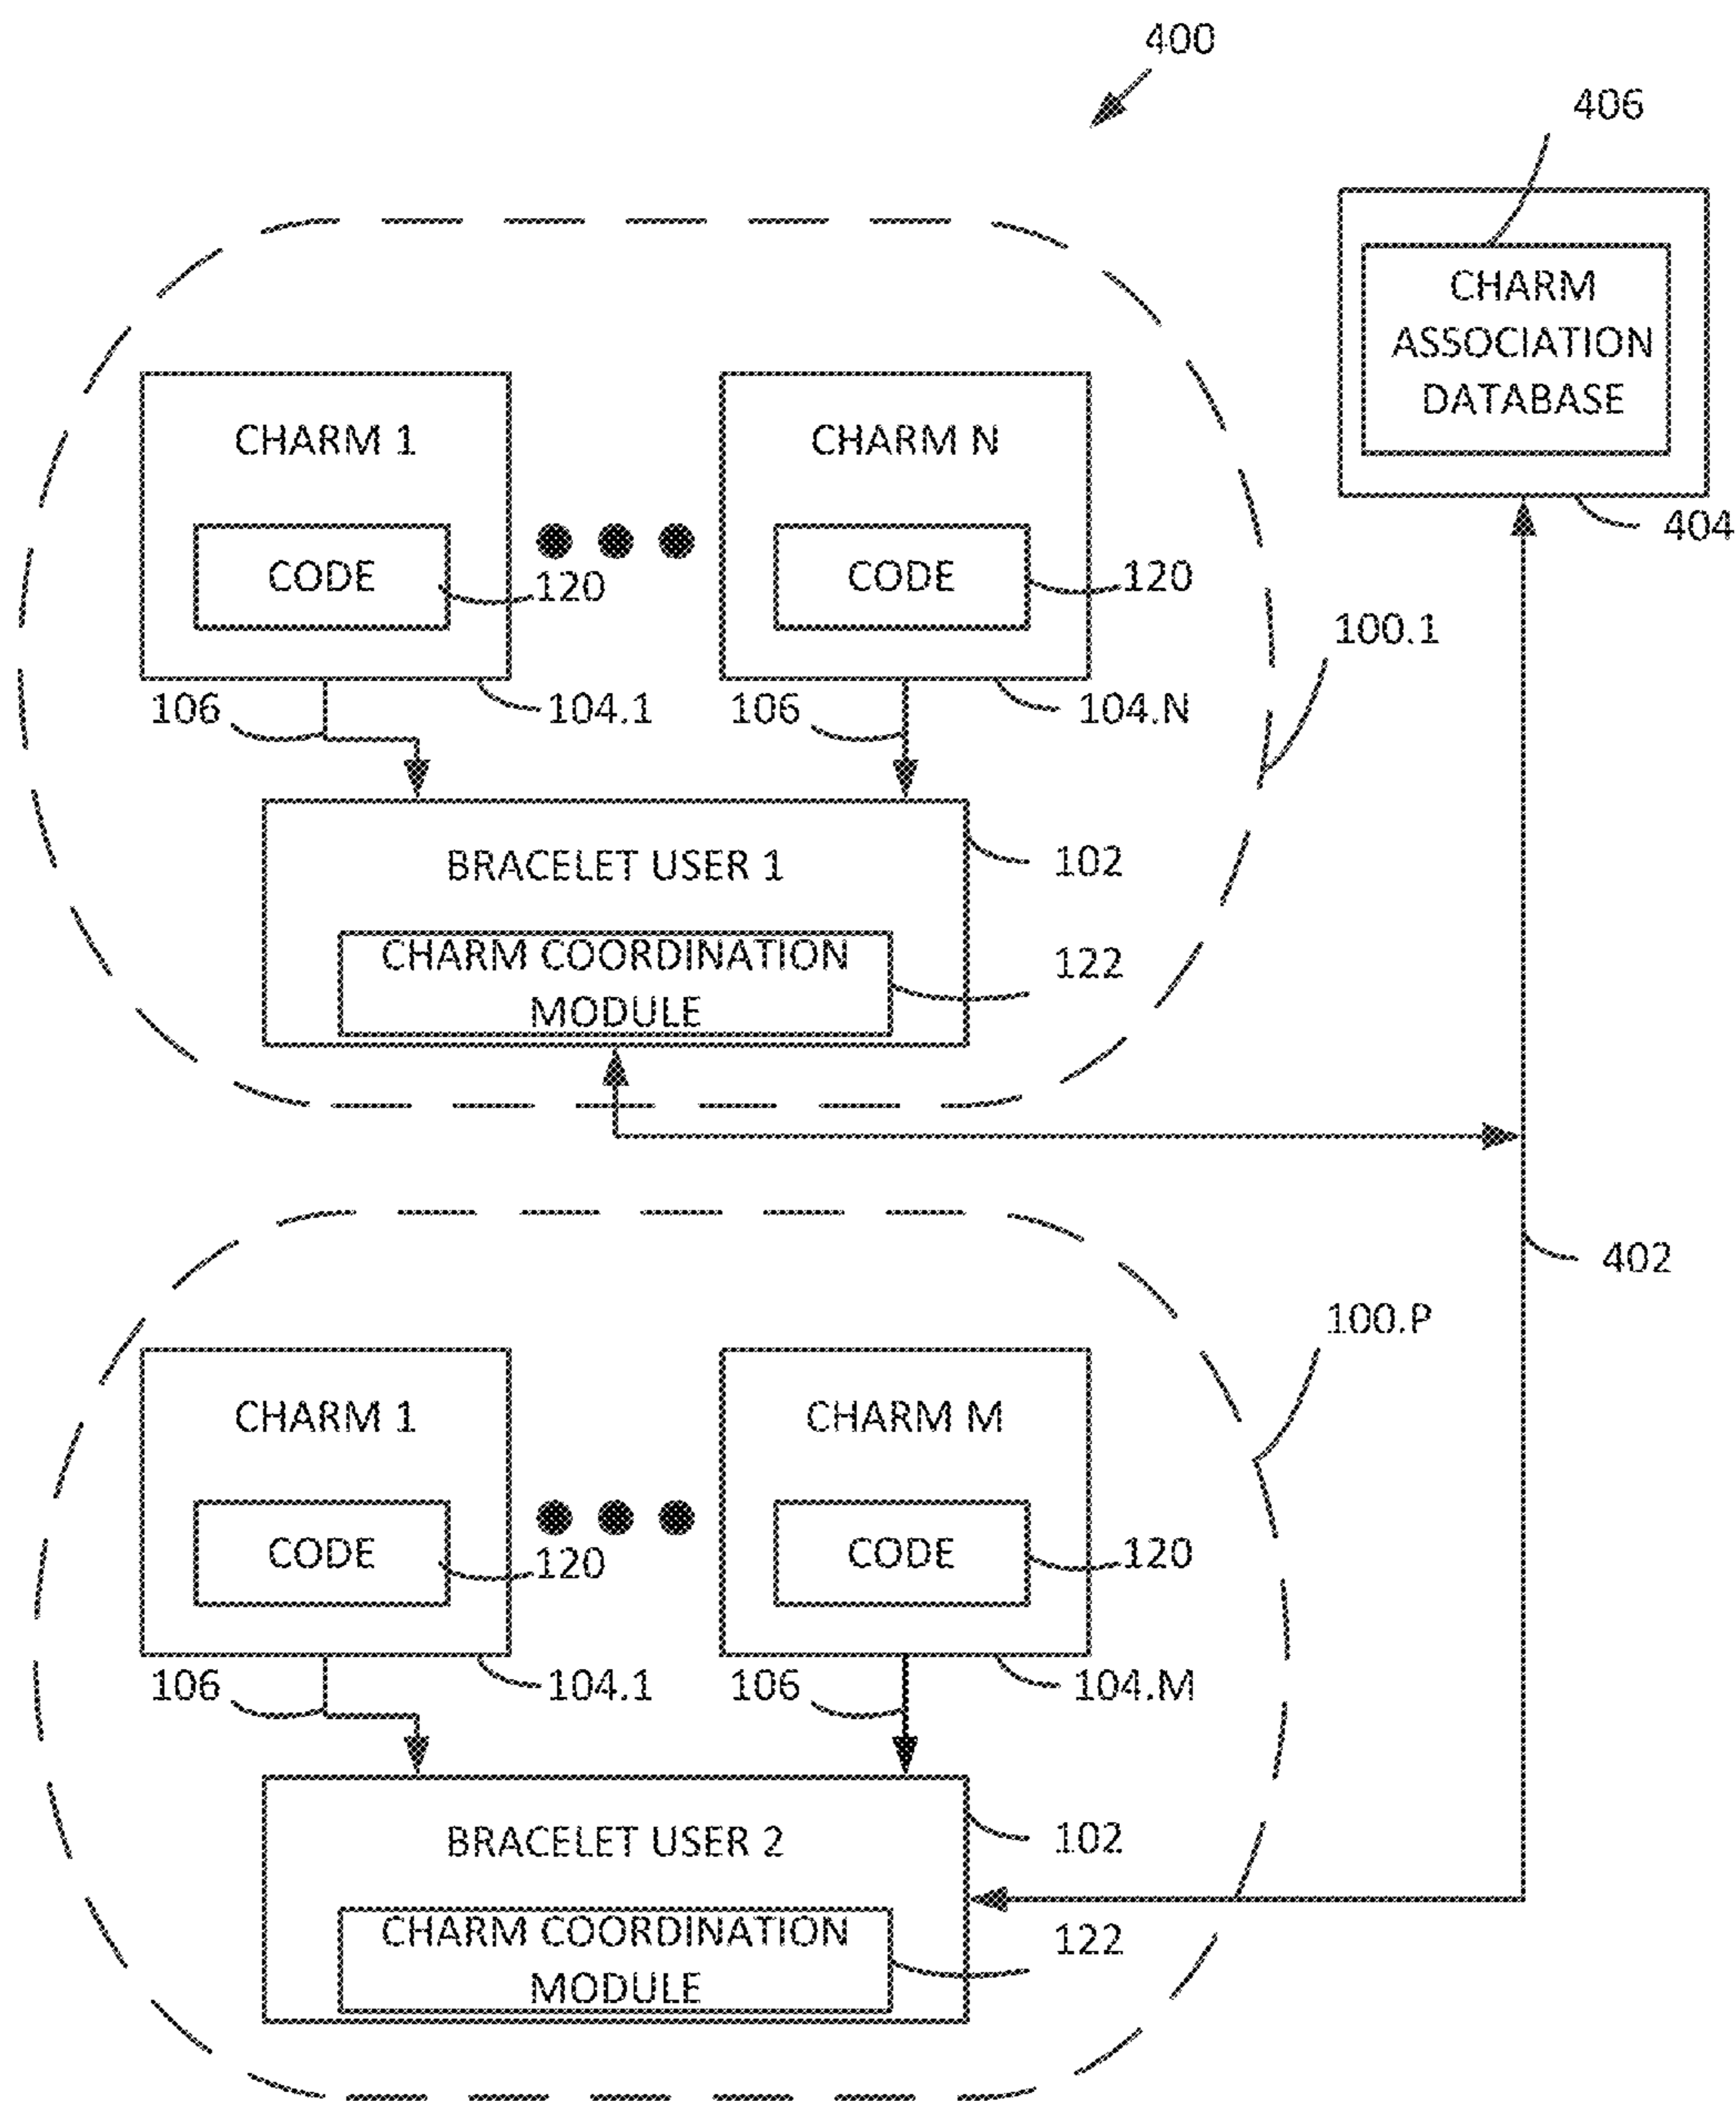 400
406
CHARM
ASSOCIATION
DATABASE
404
CHARM 1
CHARM N
CODE
120
CODE
120
100.1
106
104.1
106
104.N
BRACELET USER 1
102
CHARM COORDINATION
MODULE
122
402
100.P
CHARM 1
CHARM M
CODE
120
CODE
120
106
104.1
106
104.M
BRACELET USER 2
102
CHARM COORDINATION
MODULE
122